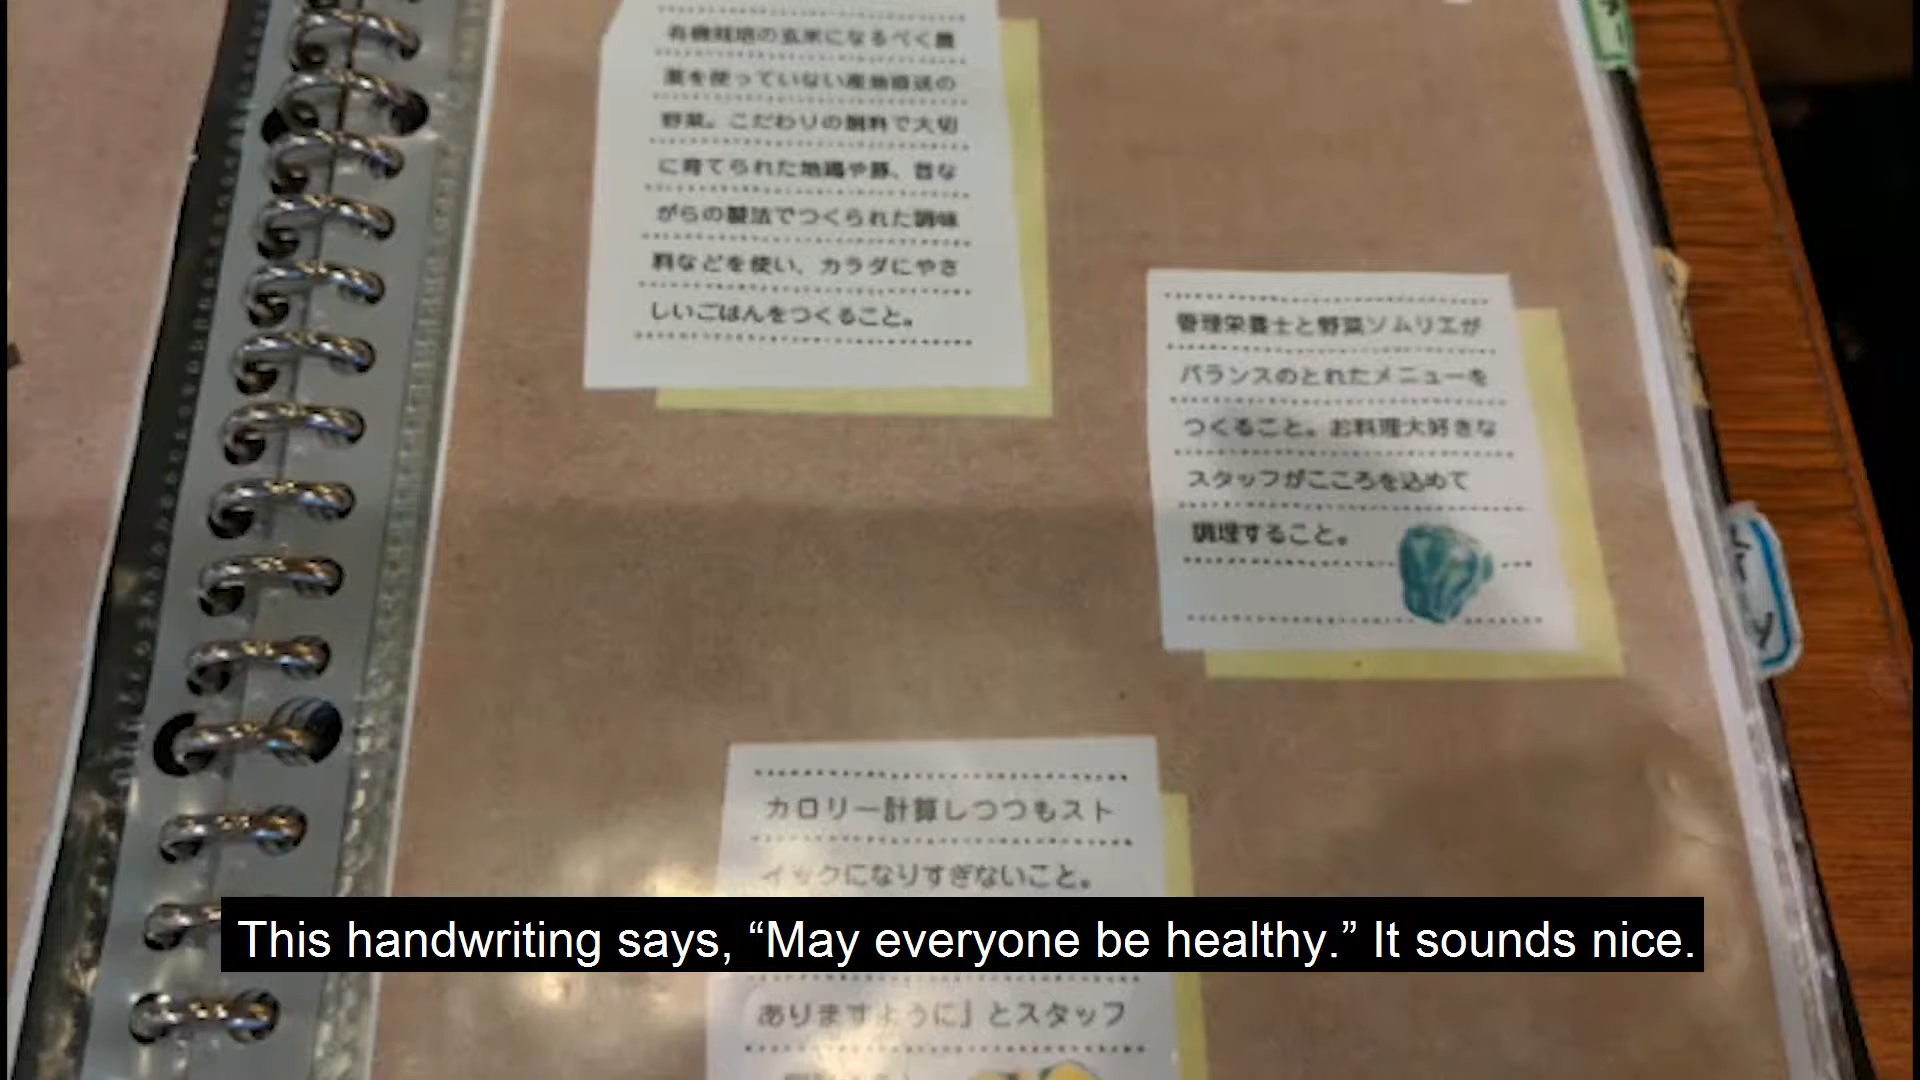 有機栽培の玄米になるべく農
薬を使っていない産地直送の
野菜。こだわりの飼料で大切
に育てられた地鶏や豚、昔な
がらの製法でつくられた調味
料などを使い、カラダにやさ
しいごはんをつくること。
管理栄養士と野菜ソムリエが
バランスのとれたメニューを
つくること。お料理大好きな
スタッフがこころを込めて
調理すること。
カロリー計算しつつもスト
イックになりすぎないこと。
This handwriting says, “May everyone be healthy.” It sounds nice.
ありますように」とスタッフ